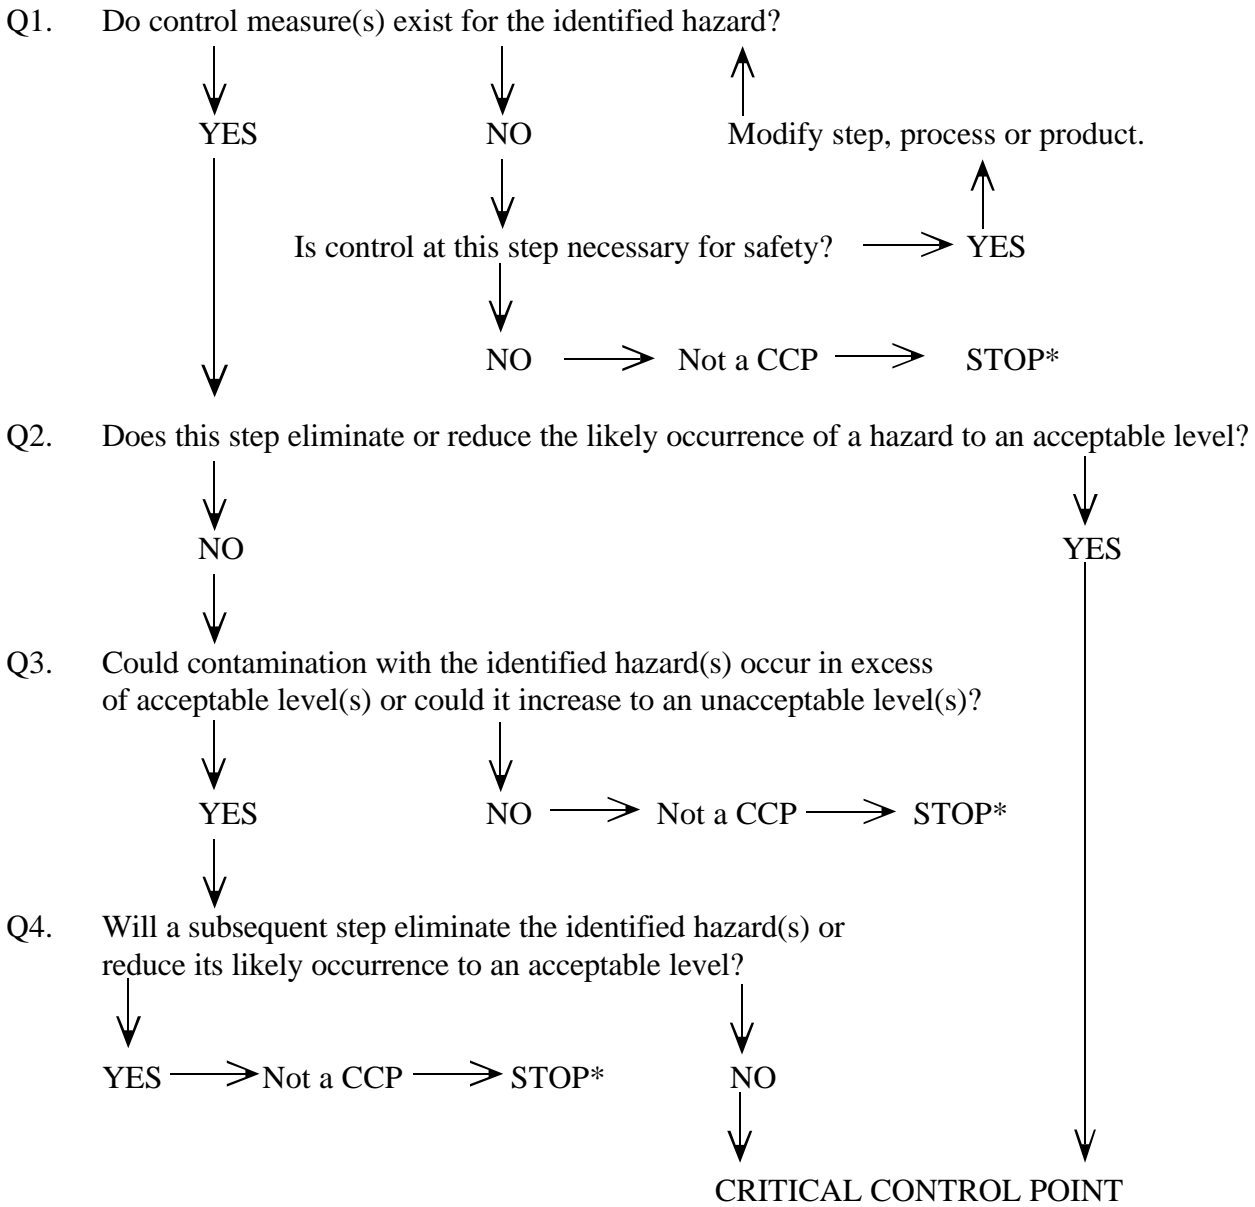 Q1. Do control measure(s) exist for the identified hazard?
YES NO Modify step, process or product.
Is control at this step necessary for safety? YES
NO Not a CCP STOP*
Q2. Does this step eliminate or reduce the likely occurrence of a hazard to an acceptable level?
NO YES
Q3. Could contamination with the identified hazard(s) occur in excess
of acceptable level(s) or could it increase to an unacceptable level(s)?
YES NO Not a CCP STOP*
Q4. Will a subsequent step eliminate the identified hazard(s) or
reduce its likely occurrence to an acceptable level?
YES Not a CCP STOP* NO
CRITICAL CONTROL POINT